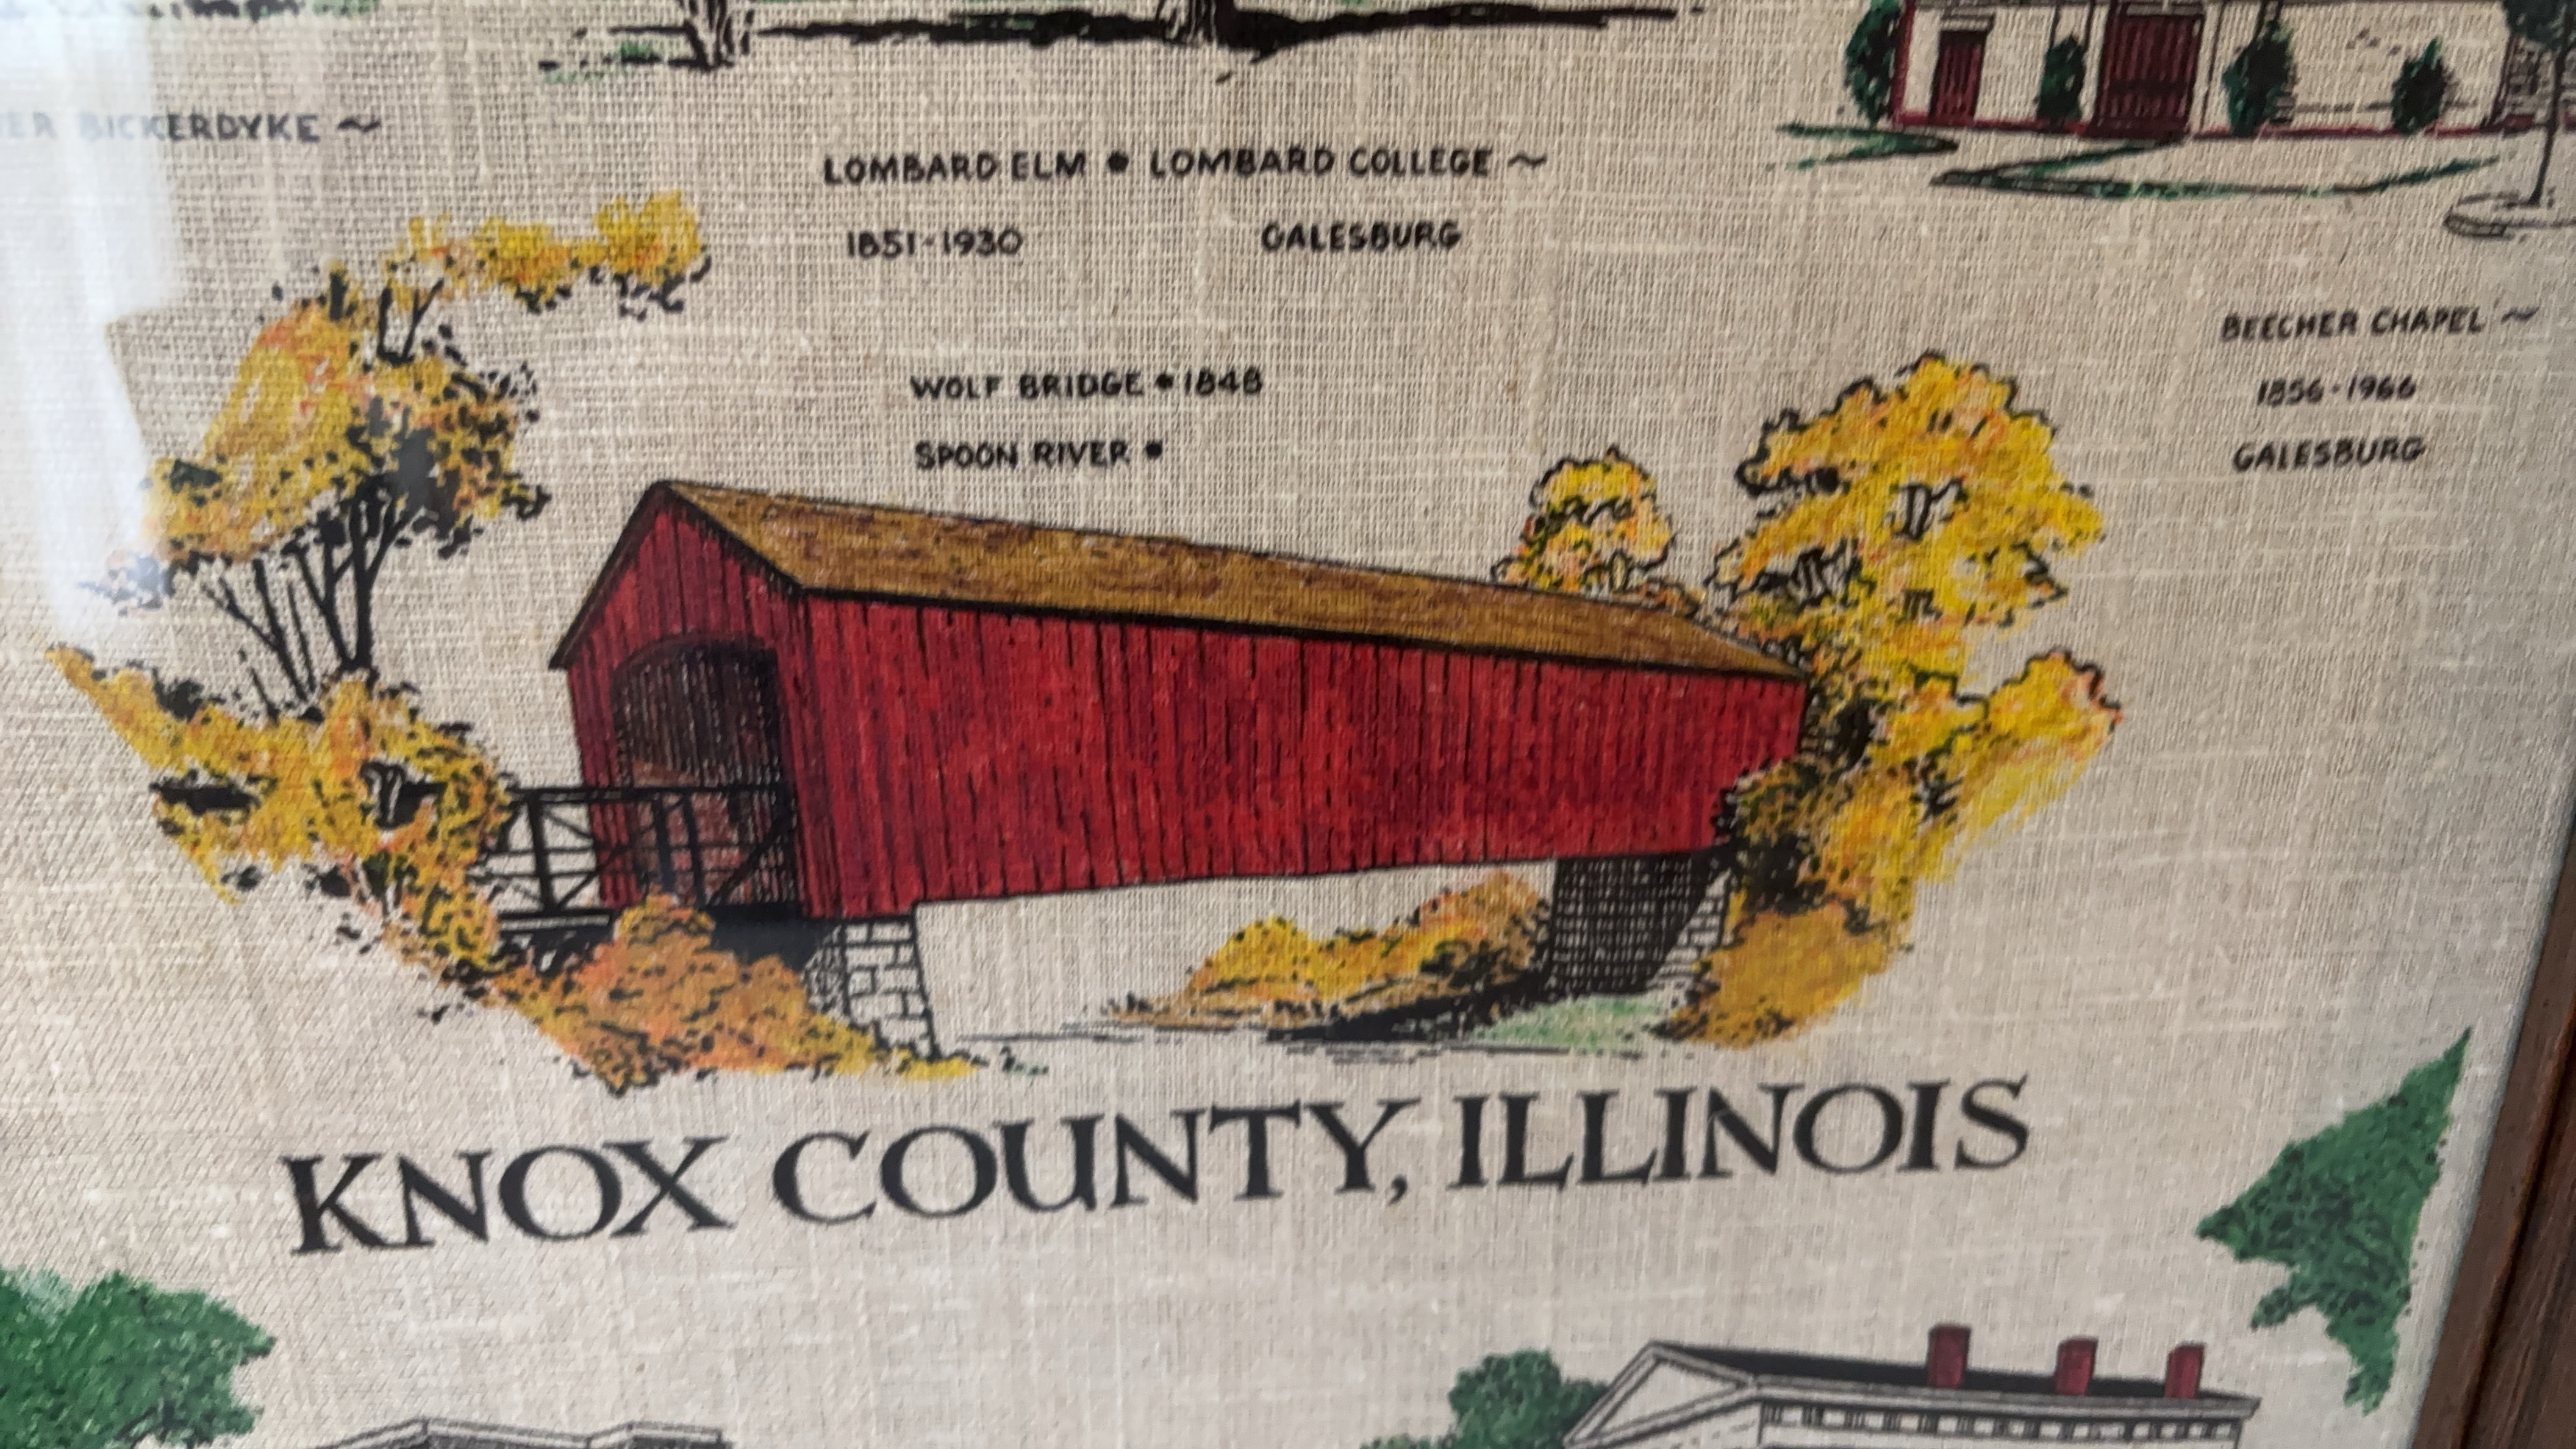 BICKERDYKE ~
LOMBARD ELM • LOMBARD COLLEGE ~
1851-1930 GALESBURG
BEECHER CHAPEL ~
1856-1966
GALESBURG
WOLF BRIDGE • 1848
SPOON RIVER •
KNOX COUNTY, ILLINOIS